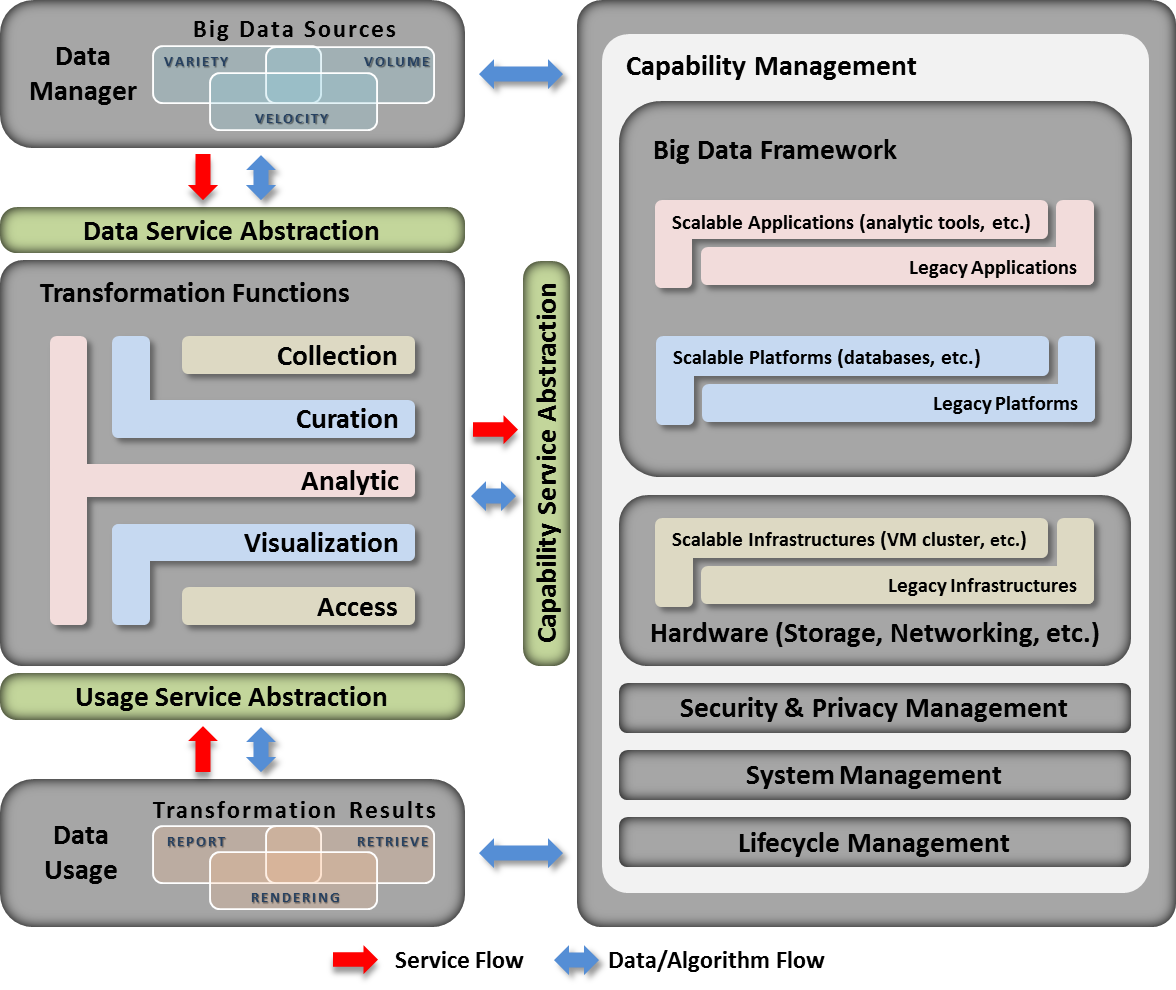 Big Data Sources
Data
Manager
VARIETY
VOLUME
VELOCITY
Data Service Abstraction
Transformation Functions
Collection
Curation
Analytic
Visualization
Access
Usage Service Abstraction
Transformation Results
Data
Usage
REPORT
RETRIEVE
RENDERING
Capability Service Abstraction
Capability Management
Big Data Framework
Scalable Applications (analytic tools, etc.)
Legacy Applications
Scalable Platforms (databases, etc.)
Legacy Platforms
Scalable Infrastructures (VM cluster, etc.)
Legacy Infrastructures
Hardware (Storage, Networking, etc.)
Security & Privacy Management
System Management
Lifecycle Management
Service Flow
Data/Algorithm Flow